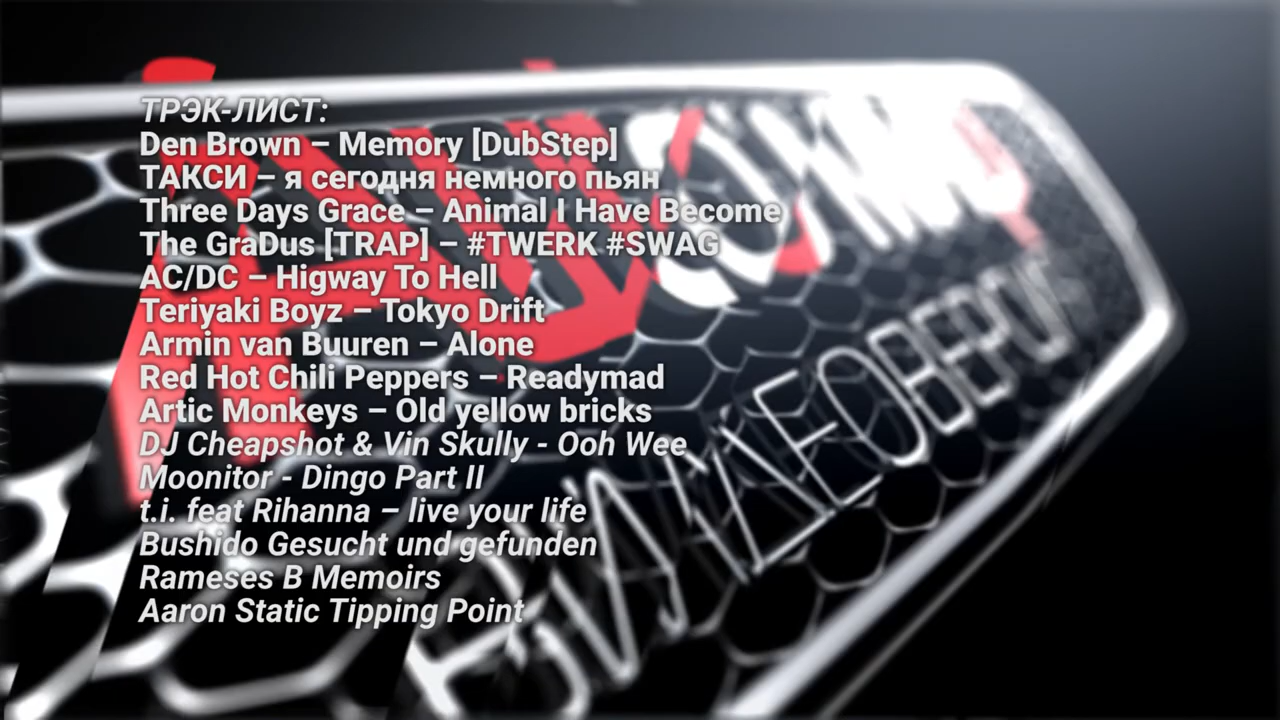 ТРЭК-ЛИСТ:
Den Brown – Memory [DubStep]
ТАКСИ – я сегодня немного пьян
Three Days Grace – Animal I Have Become
The GraDus [TRAP] – #TWERK #SWAG
AC/DC – Higway To Hell
Teriyaki Boyz – Tokyo Drift
Armin van Buuren – Alone
Red Hot Chili Peppers – Readymad
Artic Monkeys – Old yellow bricks
DJ Cheapshot & Vin Skully - Ooh Wee
Moonitor - Dingo Part II
t.i. feat Rihanna – live your life
Bushido Gesucht und gefunden
Rameses B Memoirs
Aaron Static Tipping Point